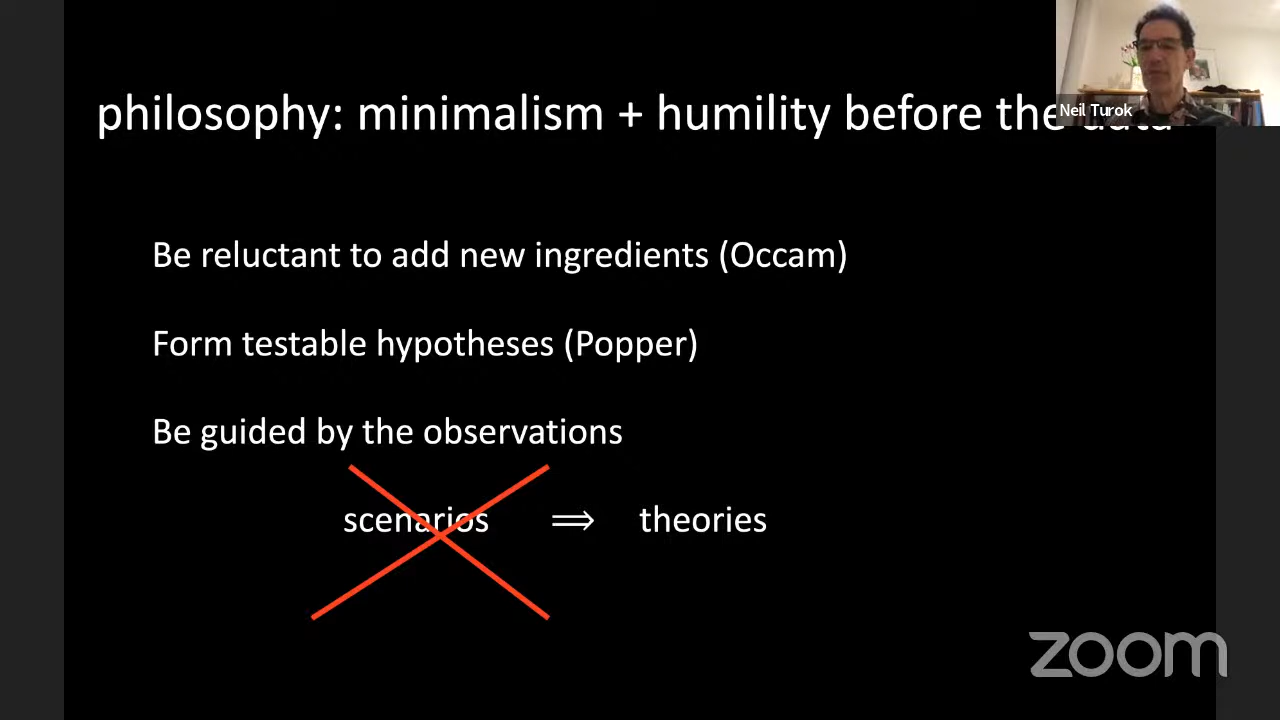 philosophy: minimalism + humility before the
Neil Turok
Be reluctant to add new ingredients (Occam)
Form testable hypotheses (Popper)
Be guided by the observations
scenarios ⟹ theories
zoom